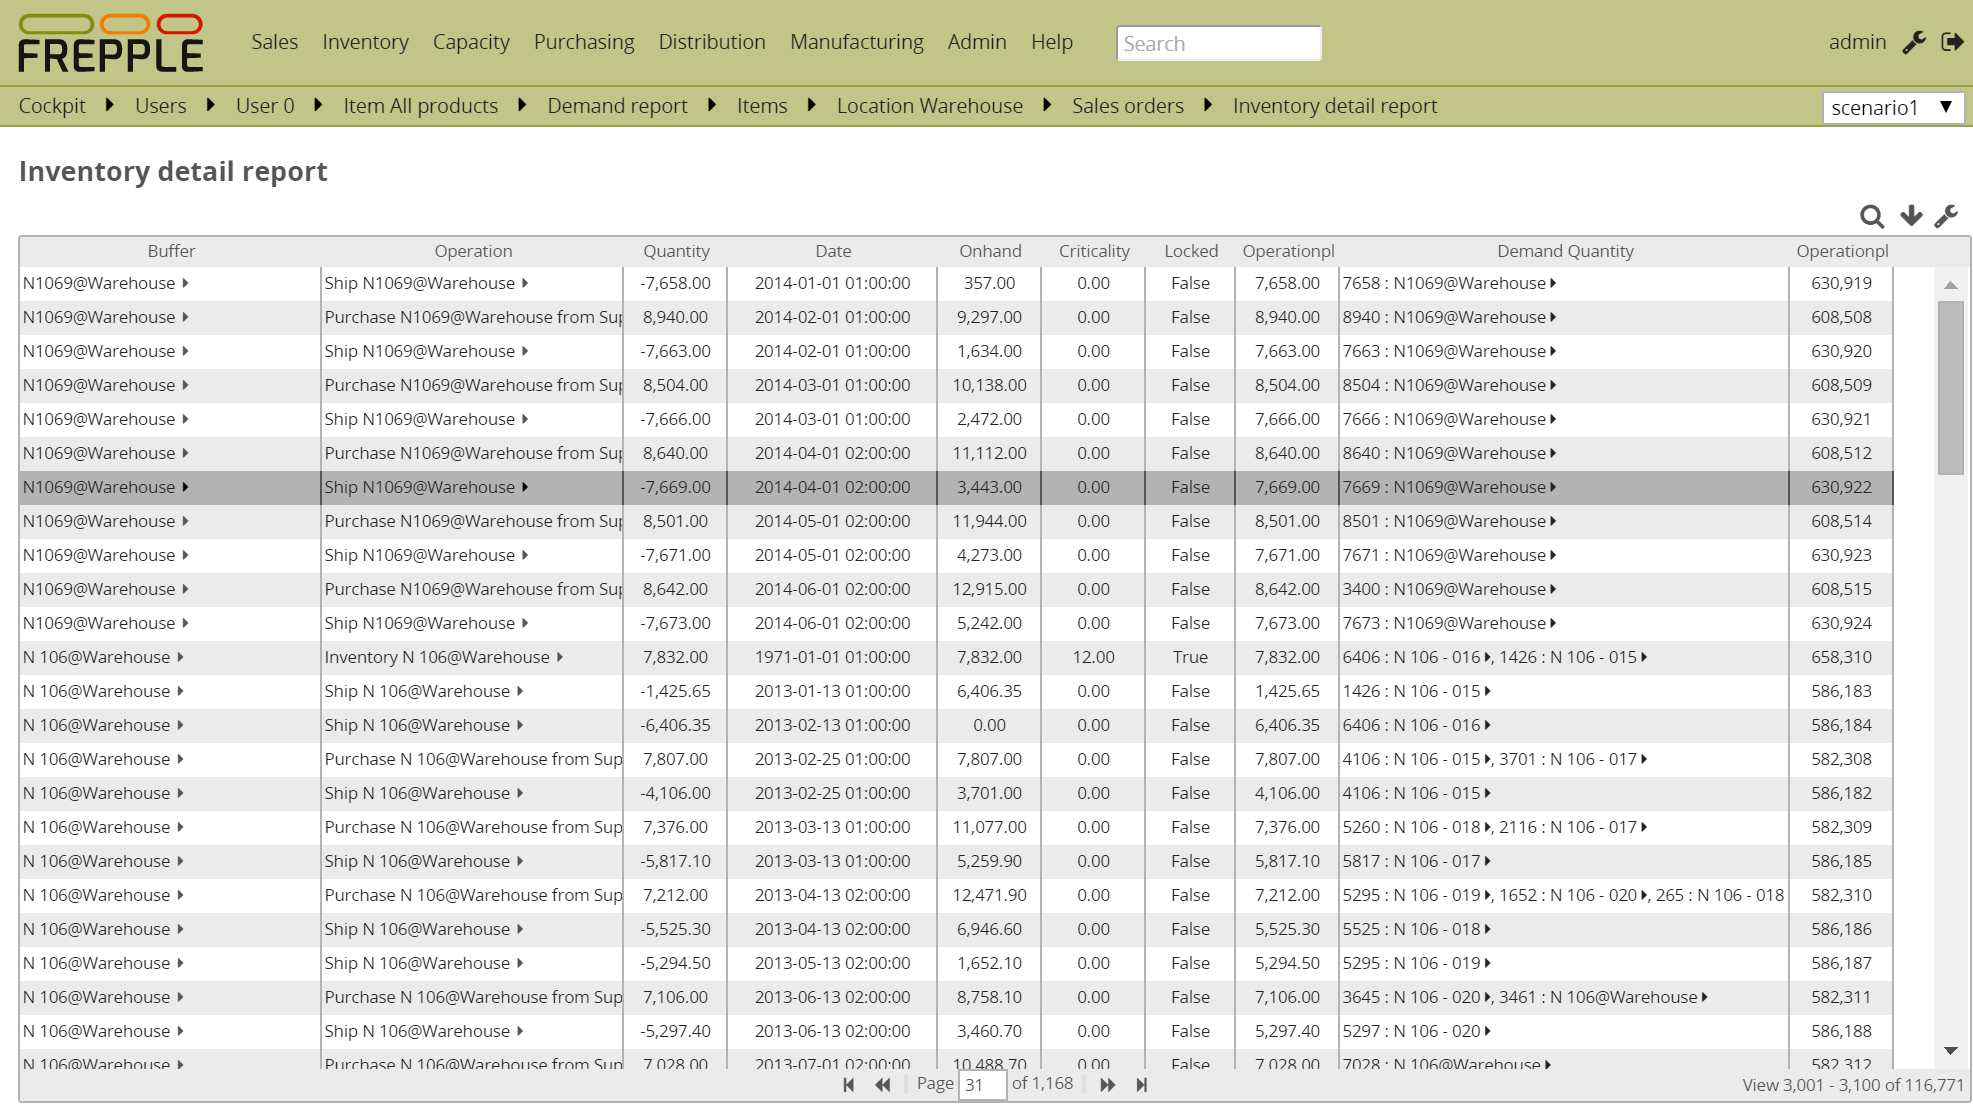 FREPPLE Sales Inventory Capacity Purchasing Distribution Manufacturing Admin Help Search admin
Cockpit Users User 0 Item All products Demand report Items Location Warehouse Sales orders Inventory detail report scenario1
Inventory detail report
Buffer Operation Quantity Date Onhand Criticality Locked Operationpl Demand Quantity Operationpl
N1069@Warehouse Ship N1069@Warehouse -7,658.00 2014-01-01 01:00:00 357.00 0.00 False 7,658.00 7658 : N1069@Warehouse 630,919
N1069@Warehouse Purchase N1069@Warehouse from Sup 8,940.00 2014-02-01 01:00:00 9,297.00 0.00 False 8,940.00 8940 : N1069@Warehouse 608,508
N1069@Warehouse Ship N1069@Warehouse -7,663.00 2014-02-01 01:00:00 1,634.00 0.00 False 7,663.00 7663 : N1069@Warehouse 630,920
N1069@Warehouse Purchase N1069@Warehouse from Sup 8,504.00 2014-03-01 01:00:00 10,138.00 0.00 False 8,504.00 8504 : N1069@Warehouse 608,509
N1069@Warehouse Ship N1069@Warehouse -7,666.00 2014-03-01 01:00:00 2,472.00 0.00 False 7,666.00 7666 : N1069@Warehouse 630,921
N1069@Warehouse Purchase N1069@Warehouse from Sup 8,640.00 2014-04-01 02:00:00 11,112.00 0.00 False 8,640.00 8640 : N1069@Warehouse 608,512
N1069@Warehouse Ship N1069@Warehouse -7,669.00 2014-04-01 02:00:00 3,443.00 0.00 False 7,669.00 7669 : N1069@Warehouse 630,922
N1069@Warehouse Purchase N1069@Warehouse from Sup 8,501.00 2014-05-01 02:00:00 11,944.00 0.00 False 8,501.00 8501 : N1069@Warehouse 608,514
N1069@Warehouse Ship N1069@Warehouse -7,671.00 2014-05-01 02:00:00 4,273.00 0.00 False 7,671.00 7671 : N1069@Warehouse 630,923
N1069@Warehouse Purchase N1069@Warehouse from Sup 8,642.00 2014-06-01 02:00:00 12,915.00 0.00 False 8,642.00 3400 : N1069@Warehouse 608,515
N1069@Warehouse Ship N1069@Warehouse -7,673.00 2014-06-01 02:00:00 5,242.00 0.00 False 7,673.00 7673 : N1069@Warehouse 630,924
N 106@Warehouse Inventory N 106@Warehouse 7,832.00 1971-01-01 01:00:00 7,832.00 12.00 True 7,832.00 6406 : N 106 - 016, 1426 : N 106 - 015 658,310
N 106@Warehouse Ship N 106@Warehouse -1,425.65 2013-01-13 01:00:00 6,406.35 0.00 False 1,425.65 1426 : N 106 - 015 586,183
N 106@Warehouse Ship N 106@Warehouse -6,406.35 2013-02-13 01:00:00 0.00 0.00 False 6,406.35 6406 : N 106 - 016 586,184
N 106@Warehouse Purchase N 106@Warehouse from Sup 7,807.00 2013-02-25 01:00:00 7,807.00 0.00 False 7,807.00 4106 : N 106 - 015, 3701 : N 106 - 017 582,308
N 106@Warehouse Ship N 106@Warehouse -4,106.00 2013-02-25 01:00:00 3,701.00 0.00 False 4,106.00 4106 : N 106 - 015 586,182
N 106@Warehouse Purchase N 106@Warehouse from Sup 7,376.00 2013-03-13 01:00:00 11,077.00 0.00 False 7,376.00 5260 : N 106 - 018, 2116 : N 106 - 017 582,309
N 106@Warehouse Ship N 106@Warehouse -5,817.10 2013-03-13 01:00:00 5,259.90 0.00 False 5,817.10 5817 : N 106 - 017 586,185
N 106@Warehouse Purchase N 106@Warehouse from Sup 7,212.00 2013-04-13 02:00:00 12,471.90 0.00 False 7,212.00 5295 : N 106 - 019, 1652 : N 106 - 020, 265 : N 106 - 018 582,310
N 106@Warehouse Ship N 106@Warehouse -5,525.30 2013-04-13 02:00:00 6,946.60 0.00 False 5,525.30 5525 : N 106 - 018 586,186
N 106@Warehouse Ship N 106@Warehouse -5,294.50 2013-05-13 02:00:00 1,652.10 0.00 False 5,294.50 5295 : N 106 - 019 586,187
N 106@Warehouse Purchase N 106@Warehouse from Sup 7,106.00 2013-06-13 02:00:00 8,758.10 0.00 False 7,106.00 3645 : N 106 - 020, 3461 : N 106@Warehouse 582,311
N 106@Warehouse Ship N 106@Warehouse -5,297.40 2013-06-13 02:00:00 3,460.70 0.00 False 5,297.40 5297 : N 106 - 020 586,188
N 106@Warehouse Purchase N 106@Warehouse from Sup 7,028.00 2013-07-01 02:00:00 10,488.70 0.00 False 7,028.00 7028 : N 106@Warehouse 582,312
Page 31 of 1,168 View 3,001 - 3,100 of 116,771